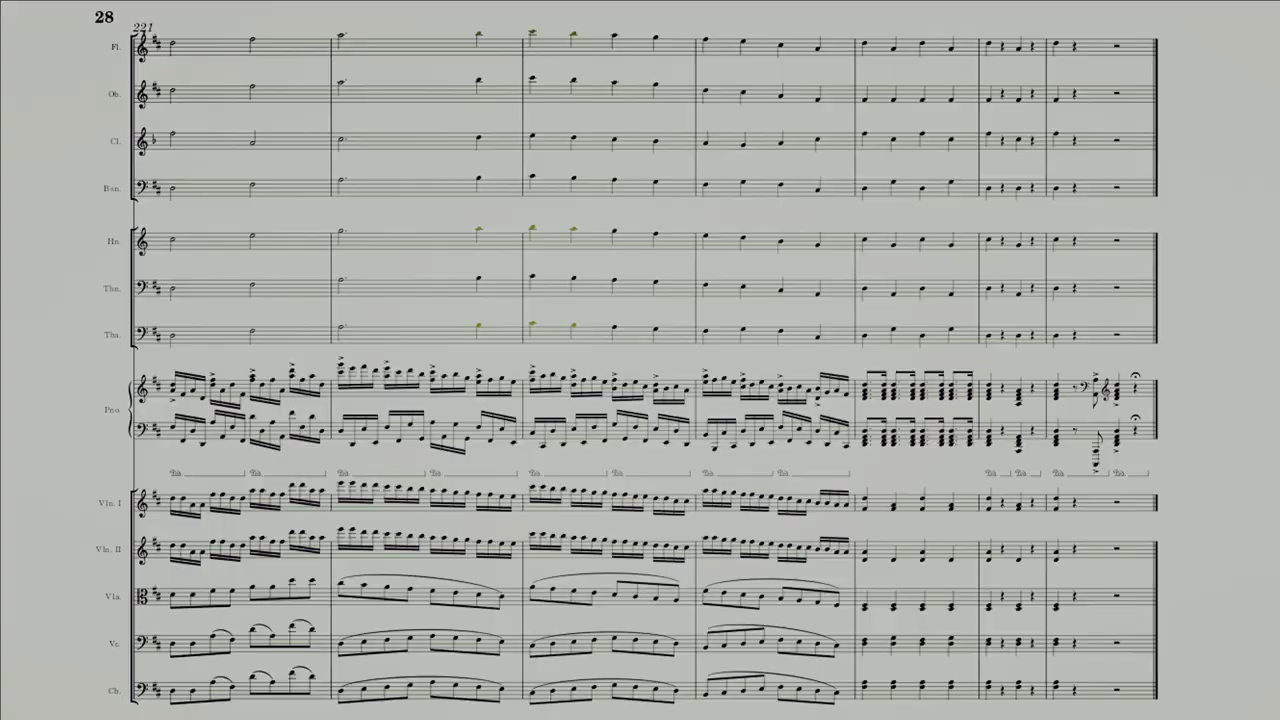 28
221
Fl.
Ob.
Cl.
Bsn.
Hn.
Tbn.
Tba.
Pno.
Vln. I
Vln. II
Vla.
Vc.
Cb.